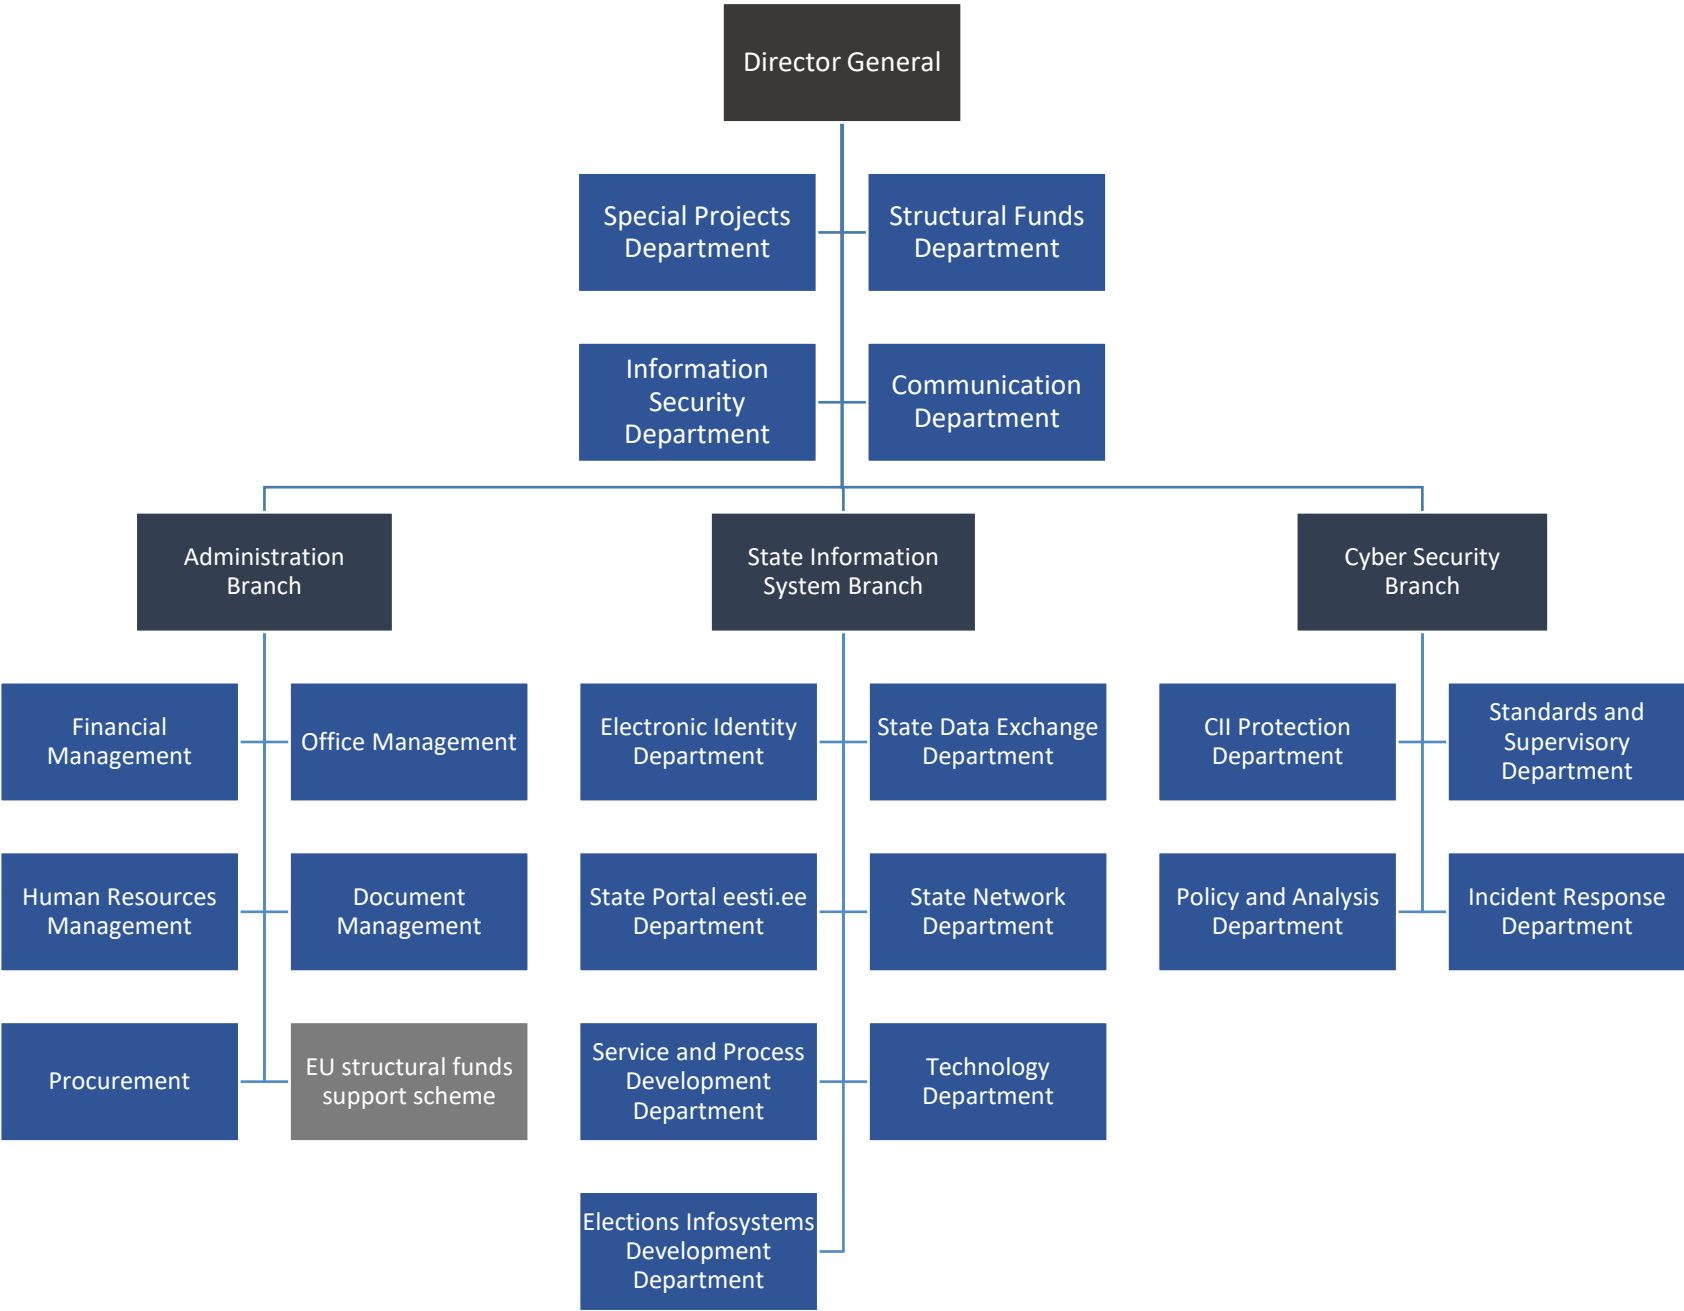 Director General
Special Projects
Department
Structural Funds
Department
Information
Security
Department
Communication
Department
Administration
Branch
State Information
System Branch
Cyber Security
Branch
Financial
Management
Office Management
Electronic Identity
Department
State Data Exchange
Department
CII Protection
Department
Standards and
Supervisory
Department
Human Resources
Management
Document
Management
State Portal eesti.ee
Department
State Network
Department
Policy and Analysis
Department
Incident Response
Department
Procurement
EU structural funds
support scheme
Service and Process
Development
Department
Technology
Department
Elections Infosystems
Development
Department